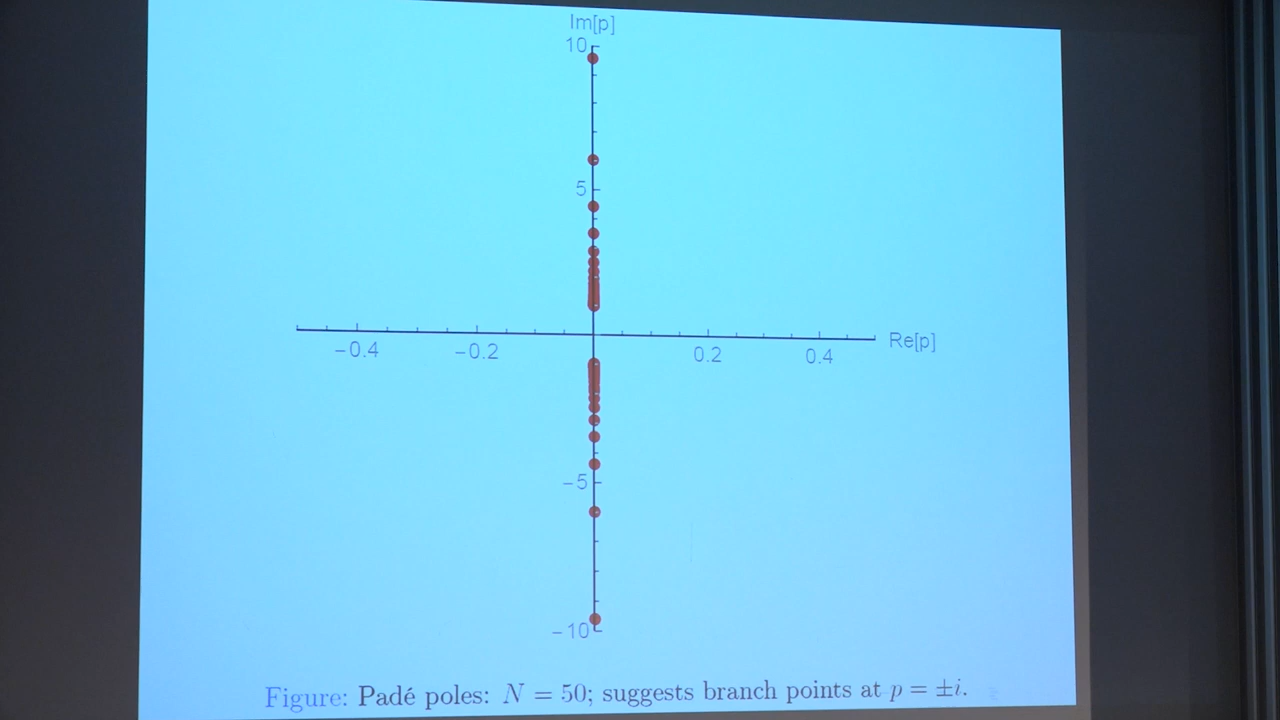 Im[p]
10
5
−0.4
−0.2
0.2
0.4
Re[p]
−5
−10
Figure: Padé poles: N = 50; suggests branch points at p = ±i.